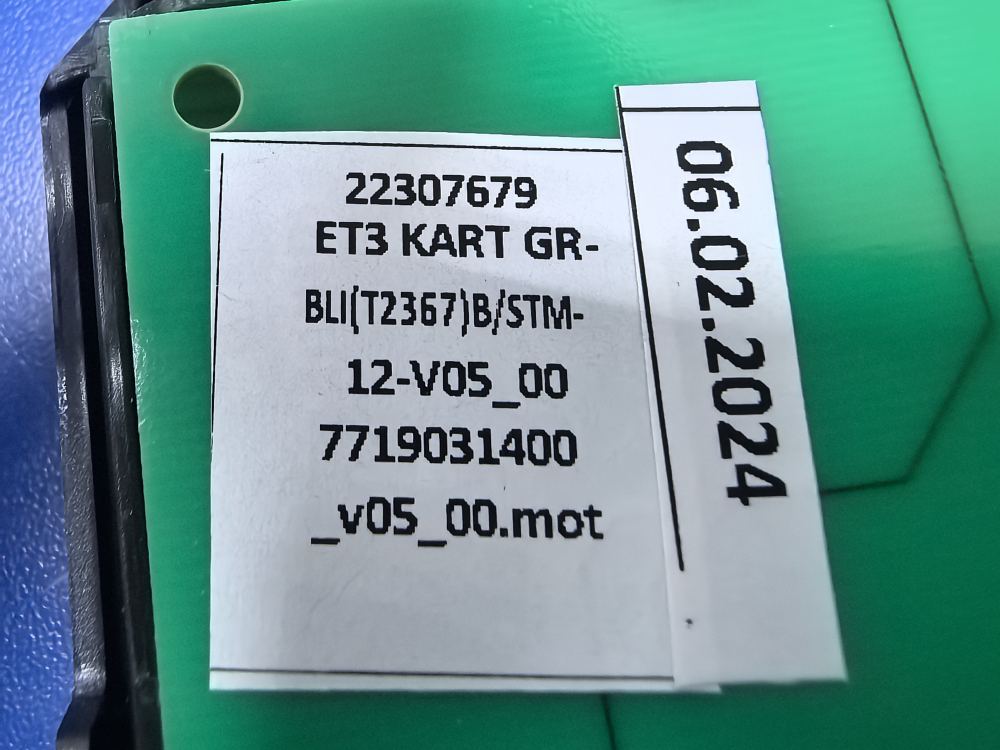 22307679
ET3 KART GR-
BLI(T2367)B/STM-
12-V05_00
7719031400
_v05_00.mot
06.02.2024